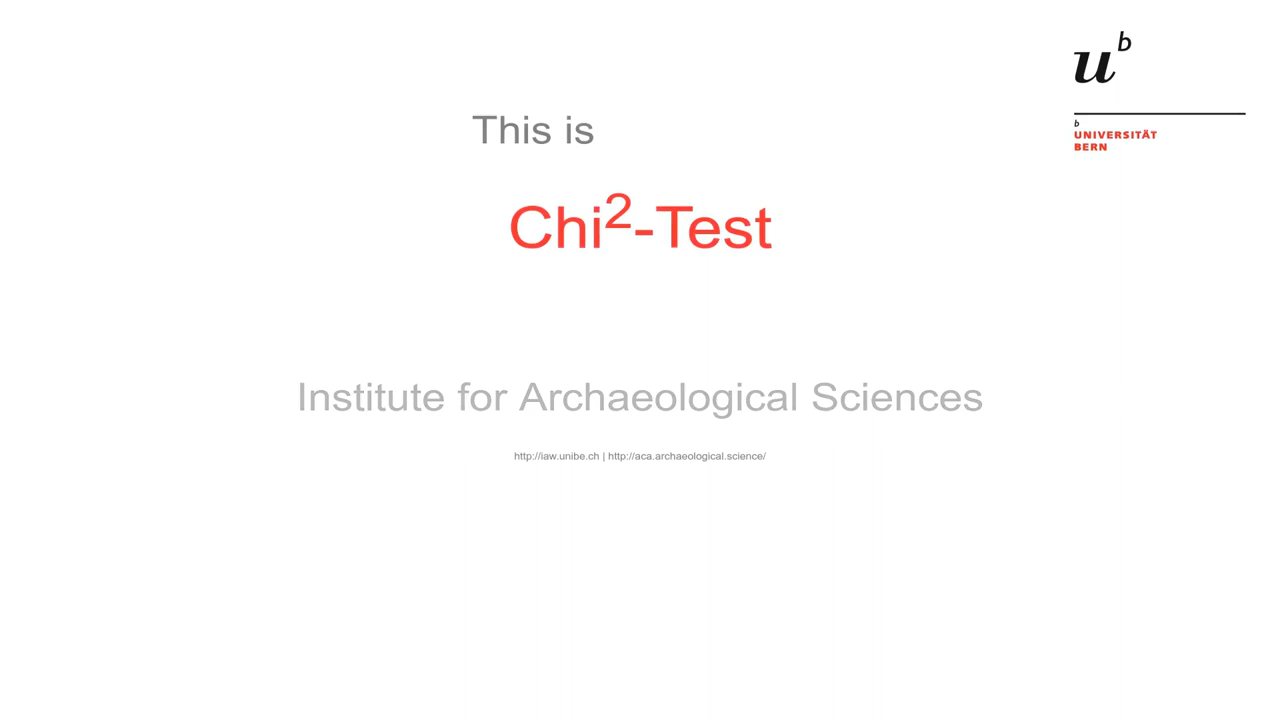 u^b
b
UNIVERSITÄT
BERN
This is
Chi²-Test
Institute for Archaeological Sciences
http://iaw.unibe.ch | http://aca.archaeological.science/